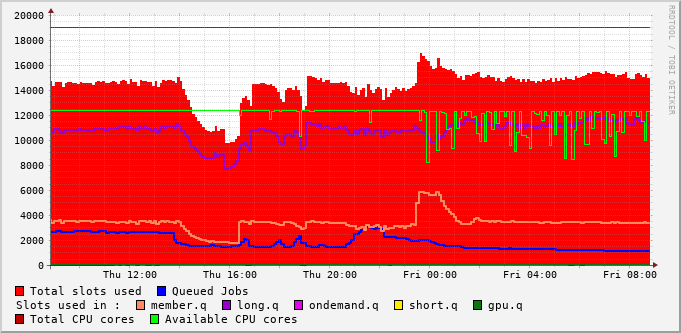 20000
18000
16000
14000
12000
10000
8000
6000
4000
2000
0
Thu 12:00 Thu 16:00 Thu 20:00 Fri 00:00 Fri 04:00 Fri 08:00
RRDTOOL / TOBI OETIKER
Total slots used Queued Jobs
Slots used in : member.q long.q ondemand.q short.q gpu.q
Total CPU cores Available CPU cores